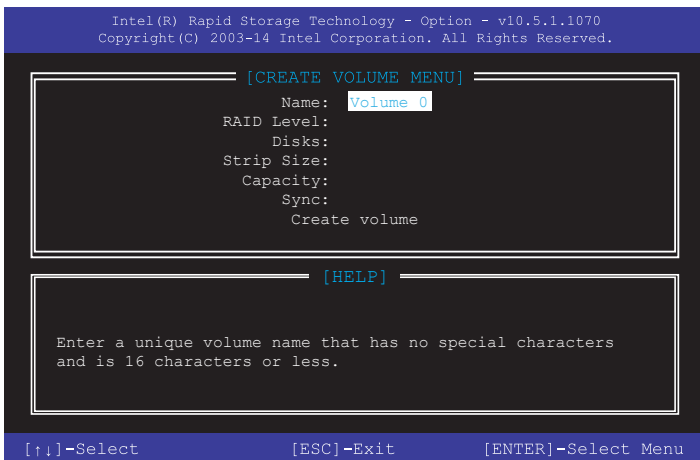 Intel(R) Rapid Storage Technology - Option - v10.5.1.1070
Copyright(C) 2003-14 Intel Corporation. All Rights Reserved.
[CREATE VOLUME MENU]
Name: Volume 0
RAID Level:
Disks:
Strip Size:
Capacity:
Sync:
Create volume
[HELP]
Enter a unique volume name that has no special characters
and is 16 characters or less.
[↑↓]-Select [ESC]-Exit [ENTER]-Select Menu